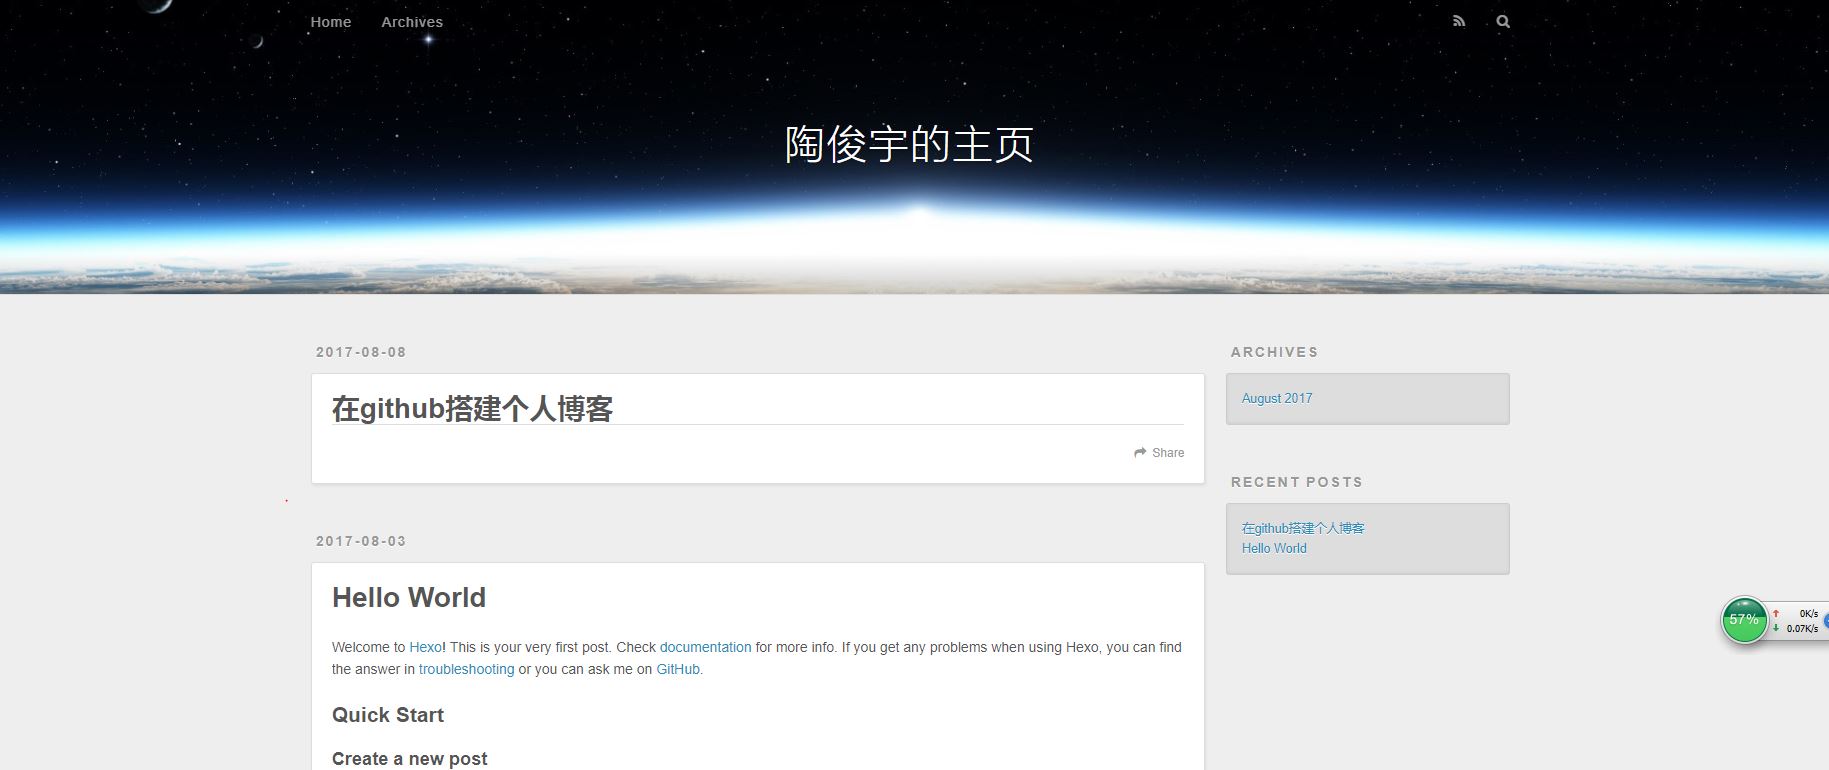 Home Archives
陶俊宇的主页
2017-08-08
在github搭建个人博客
Share
2017-08-03
Hello World
Welcome to Hexo! This is your very first post. Check documentation for more info. If you get any problems when using Hexo, you can find
the answer in troubleshooting or you can ask me on GitHub.
Quick Start
Create a new post
ARCHIVES
August 2017
RECENT POSTS
在github搭建个人博客
Hello World
57%
0K/s
0.07K/s